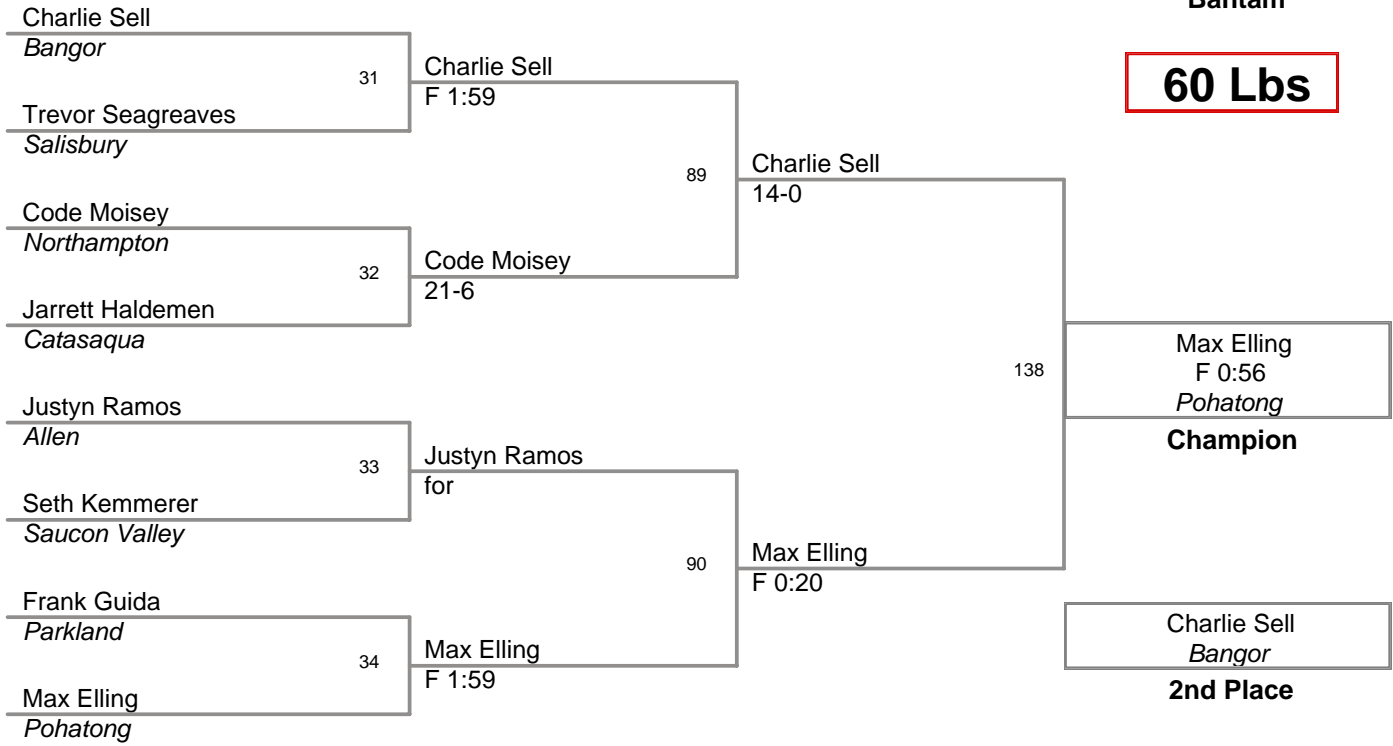 Bantam
60 Lbs
Charlie Sell
Bangor
31
Trevor Seagreaves
Salisbury
Charlie Sell
F 1:59
Code Moisey
Northampton
32
Jarrett Haldemen
Catasaqua
Code Moisey
21-6
89
Charlie Sell
14-0
Justyn Ramos
Allen
33
Seth Kemmerer
Saucon Valley
Justyn Ramos
for
Frank Guida
Parkland
34
Max Elling
Pohatong
Max Elling
F 1:59
90
Max Elling
F 0:20
138
Max Elling
F 0:56
Pohatong
Champion
Charlie Sell
Bangor
2nd Place